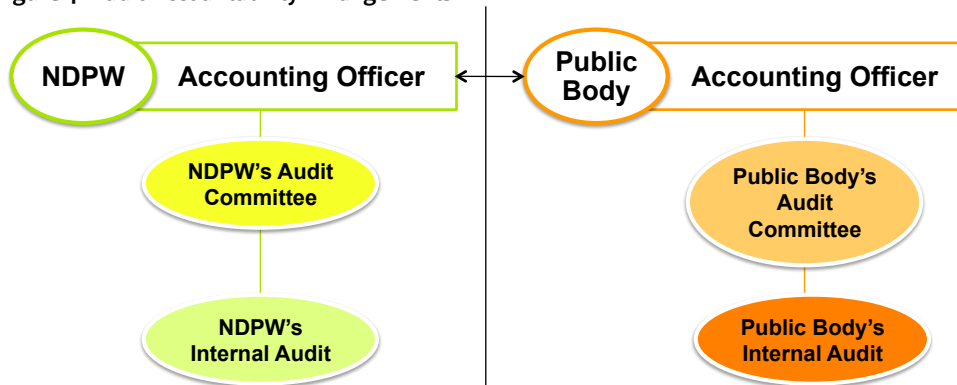 NDPW
Accounting Officer
Public
Body
Accounting Officer
NDPW's Audit
Committee
Public Body's
Audit
Committee
NDPW's
Internal Audit
Public Body's
Internal Audit